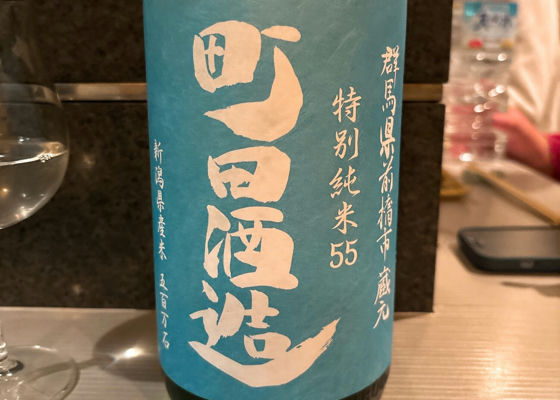 群馬県前橋市 蔵元
特別純米55
町田酒造
新潟県産米 五百万石